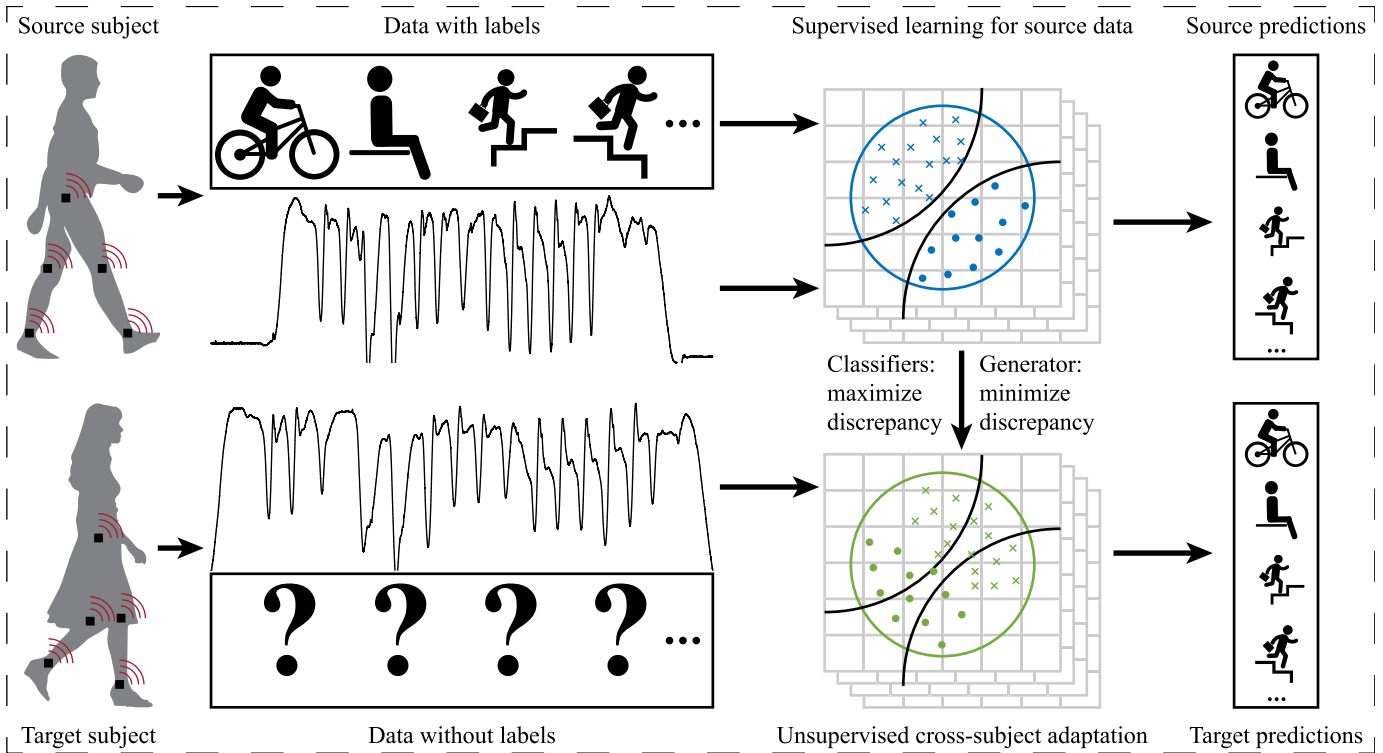 Source subject
Data with labels
Supervised learning for source data
Source predictions
...
...
Classifiers:
maximize
discrepancy
Generator:
minimize
discrepancy
? ? ? ? ...
...
Target subject
Data without labels
Unsupervised cross-subject adaptation
Target predictions